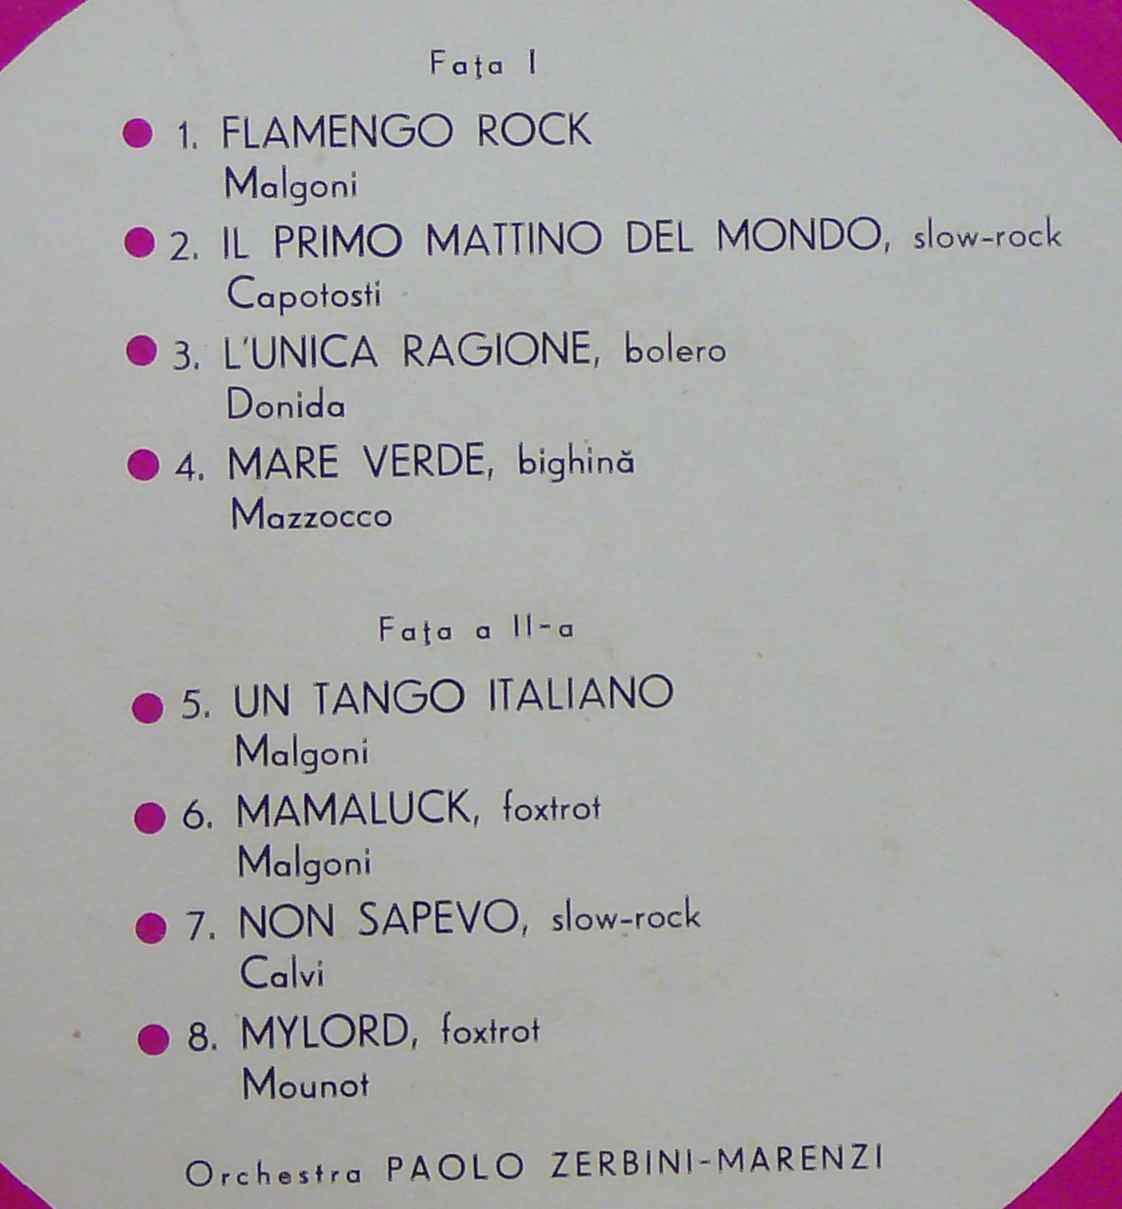 Fața I
1. FLAMENGO ROCK
Malgoni
2. IL PRIMO MATTINO DEL MONDO, slow-rock
Capotosti
3. L'UNICA RAGIONE, bolero
Donida
4. MARE VERDE, bighină
Mazzocco
Fața a II-a
5. UN TANGO ITALIANO
Malgoni
6. MAMALUCK, foxtrot
Malgoni
7. NON SAPEVO, slow-rock
Calvi
8. MYLORD, foxtrot
Mounot
Orchestra PAOLO ZERBINI-MARENZI